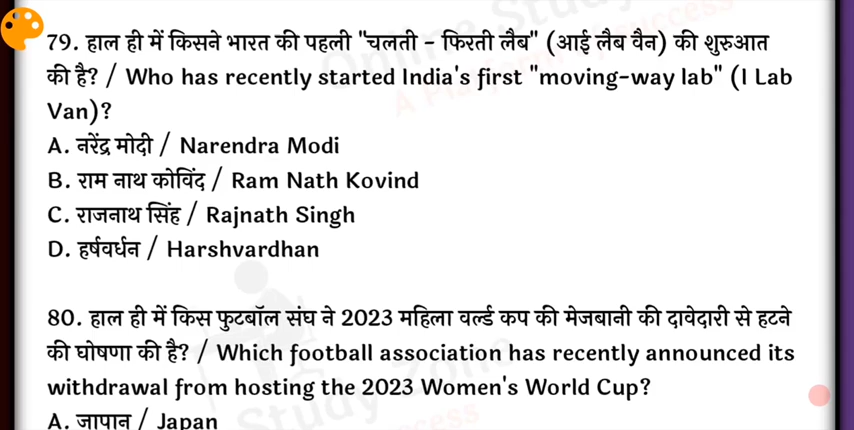 79. हाल ही में किसने भारत की पहली "चलती - फिरती लैब" (आई लैब वैन) की शुरुआत
की है? / Who has recently started India's first "moving-way lab" (I Lab
Van)?
A. नरेंद्र मोदी / Narendra Modi
B. राम नाथ कोविंद / Ram Nath Kovind
C. राजनाथ सिंह / Rajnath Singh
D. हर्षवर्धन / Harshvardhan
80. हाल ही में किस फुटबॉल संघ ने 2023 महिला वर्ल्ड कप की मेजबानी की दावेदारी से हटने
की घोषणा की है? / Which football association has recently announced its
withdrawal from hosting the 2023 Women's World Cup?
A. जापान / Japan